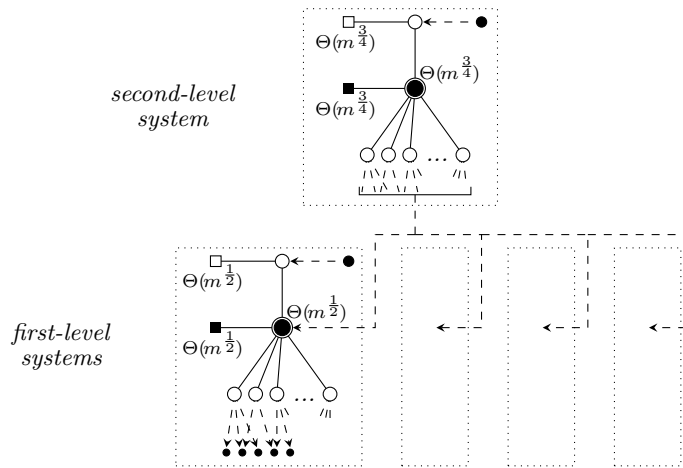 Θ(m^{3/4})
Θ(m^{3/4})
second-level
system
Θ(m^{3/4})
...
Θ(m^{1/2})
Θ(m^{1/2})
first-level
systems
Θ(m^{1/2})
...